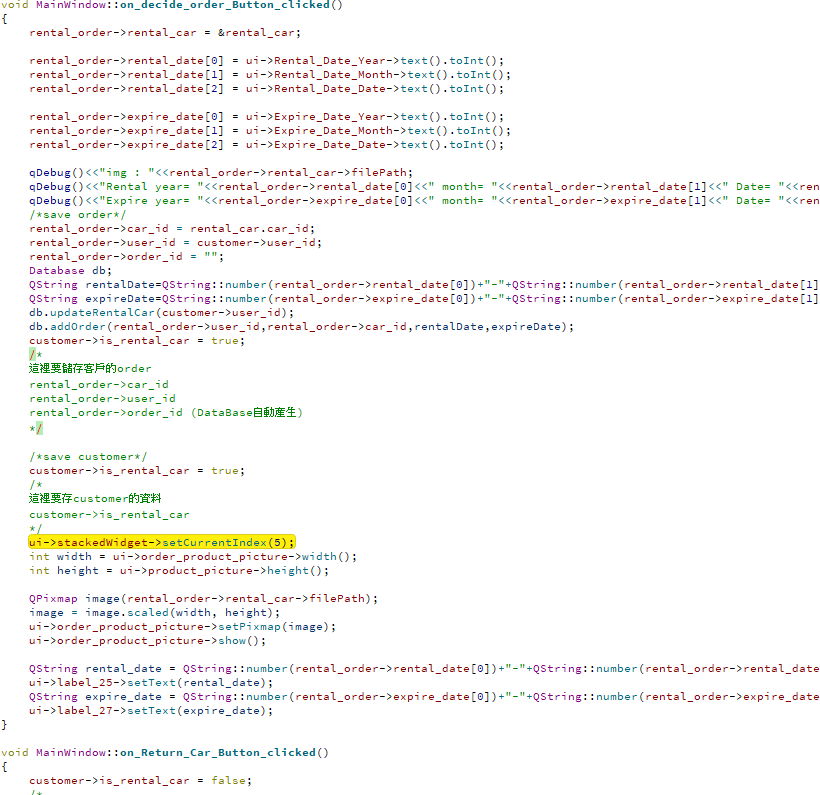 void MainWindow::on_decide_order_Button_clicked()
{
    rental_order->rental_car = &rental_car;

    rental_order->rental_date[0] = ui->Rental_Date_Year->text().toInt();
    rental_order->rental_date[1] = ui->Rental_Date_Month->text().toInt();
    rental_order->rental_date[2] = ui->Rental_Date_Date->text().toInt();

    rental_order->expire_date[0] = ui->Expire_Date_Year->text().toInt();
    rental_order->expire_date[1] = ui->Expire_Date_Month->text().toInt();
    rental_order->expire_date[2] = ui->Expire_Date_Date->text().toInt();

    qDebug()<<"img : "<<rental_order->rental_car->filePath;
    qDebug()<<"Rental year= "<<rental_order->rental_date[0]<<" month= "<<rental_order->rental_date[1]<<" Date= "<<ren
    qDebug()<<"Expire year= "<<rental_order->expire_date[0]<<" month= "<<rental_order->expire_date[1]<<" Date= "<<ren
    /*save order*/
    rental_order->car_id = rental_car.car_id;
    rental_order->user_id = customer->user_id;
    rental_order->order_id = "";
    Database db;
    QString rentalDate=QString::number(rental_order->rental_date[0])+"-"+QString::number(rental_order->rental_date[1]
    QString expireDate=QString::number(rental_order->expire_date[0])+"-"+QString::number(rental_order->expire_date[1]
    db.updateRentalCar(customer->user_id);
    db.addOrder(rental_order->user_id,rental_order->car_id,rentalDate,expireDate);
    customer->is_rental_car = true;
    /*
    這裡要儲存客戶的order
    rental_order->car_id
    rental_order->user_id
    rental_order->order_id (DataBase自動產生)
    */

    /*save customer*/
    customer->is_rental_car = true;
    /*
    這裡要存customer的資料
    customer->is_rental_car
    */
    ui->stackedWidget->setCurrentIndex(5);
    int width = ui->order_product_picture->width();
    int height = ui->product_picture->height();

    QPixmap image(rental_order->rental_car->filePath);
    image = image.scaled(width, height);
    ui->order_product_picture->setPixmap(image);
    ui->order_product_picture->show();

    QString rental_date = QString::number(rental_order->rental_date[0])+"-"+QString::number(rental_order->rental_date
    ui->label_25->setText(rental_date);
    QString expire_date = QString::number(rental_order->expire_date[0])+"-"+QString::number(rental_order->expire_date
    ui->label_27->setText(expire_date);
}

void MainWindow::on_Return_Car_Button_clicked()
{
    customer->is_rental_car = false;
    /*